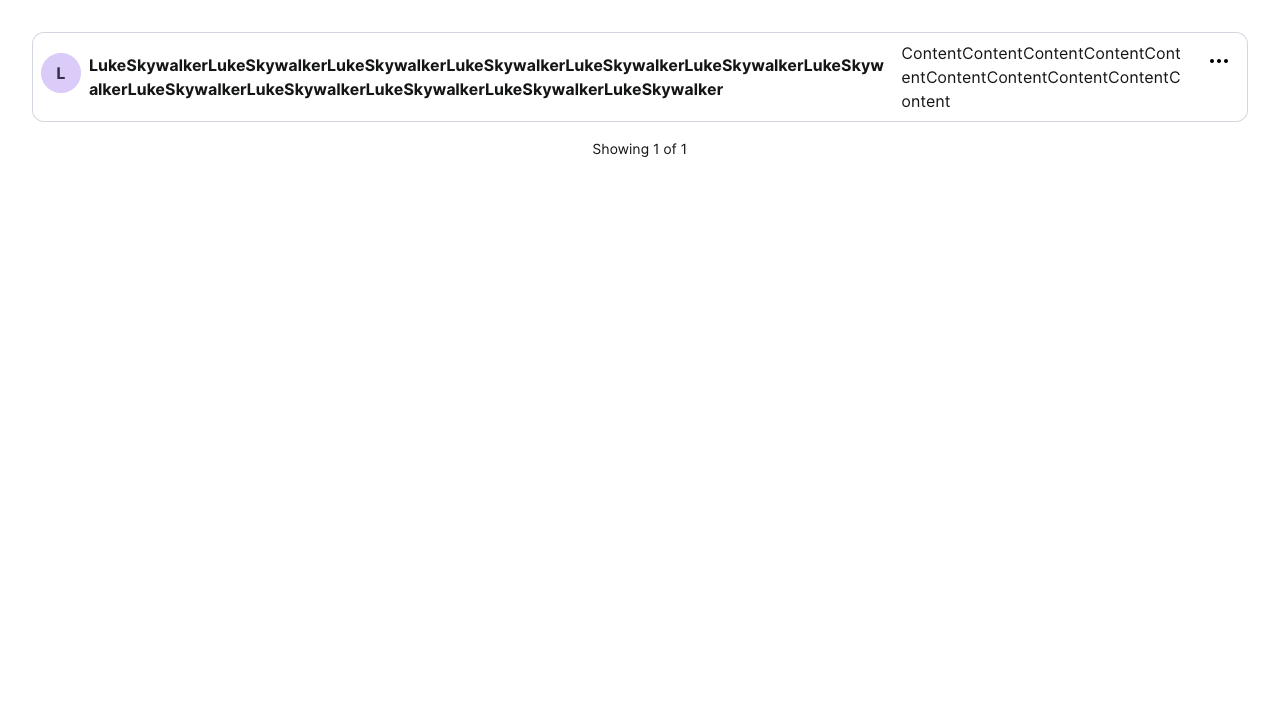 L
LukeSkywalkerLukeSkywalkerLukeSkywalkerLukeSkywalkerLukeSkywalkerLukeSkywalkerLukeSkyw
alkerLukeSkywalkerLukeSkywalkerLukeSkywalkerLukeSkywalkerLukeSkywalker
ContentContentContentContentCont
entContentContentContentContentC
ontent
Showing 1 of 1